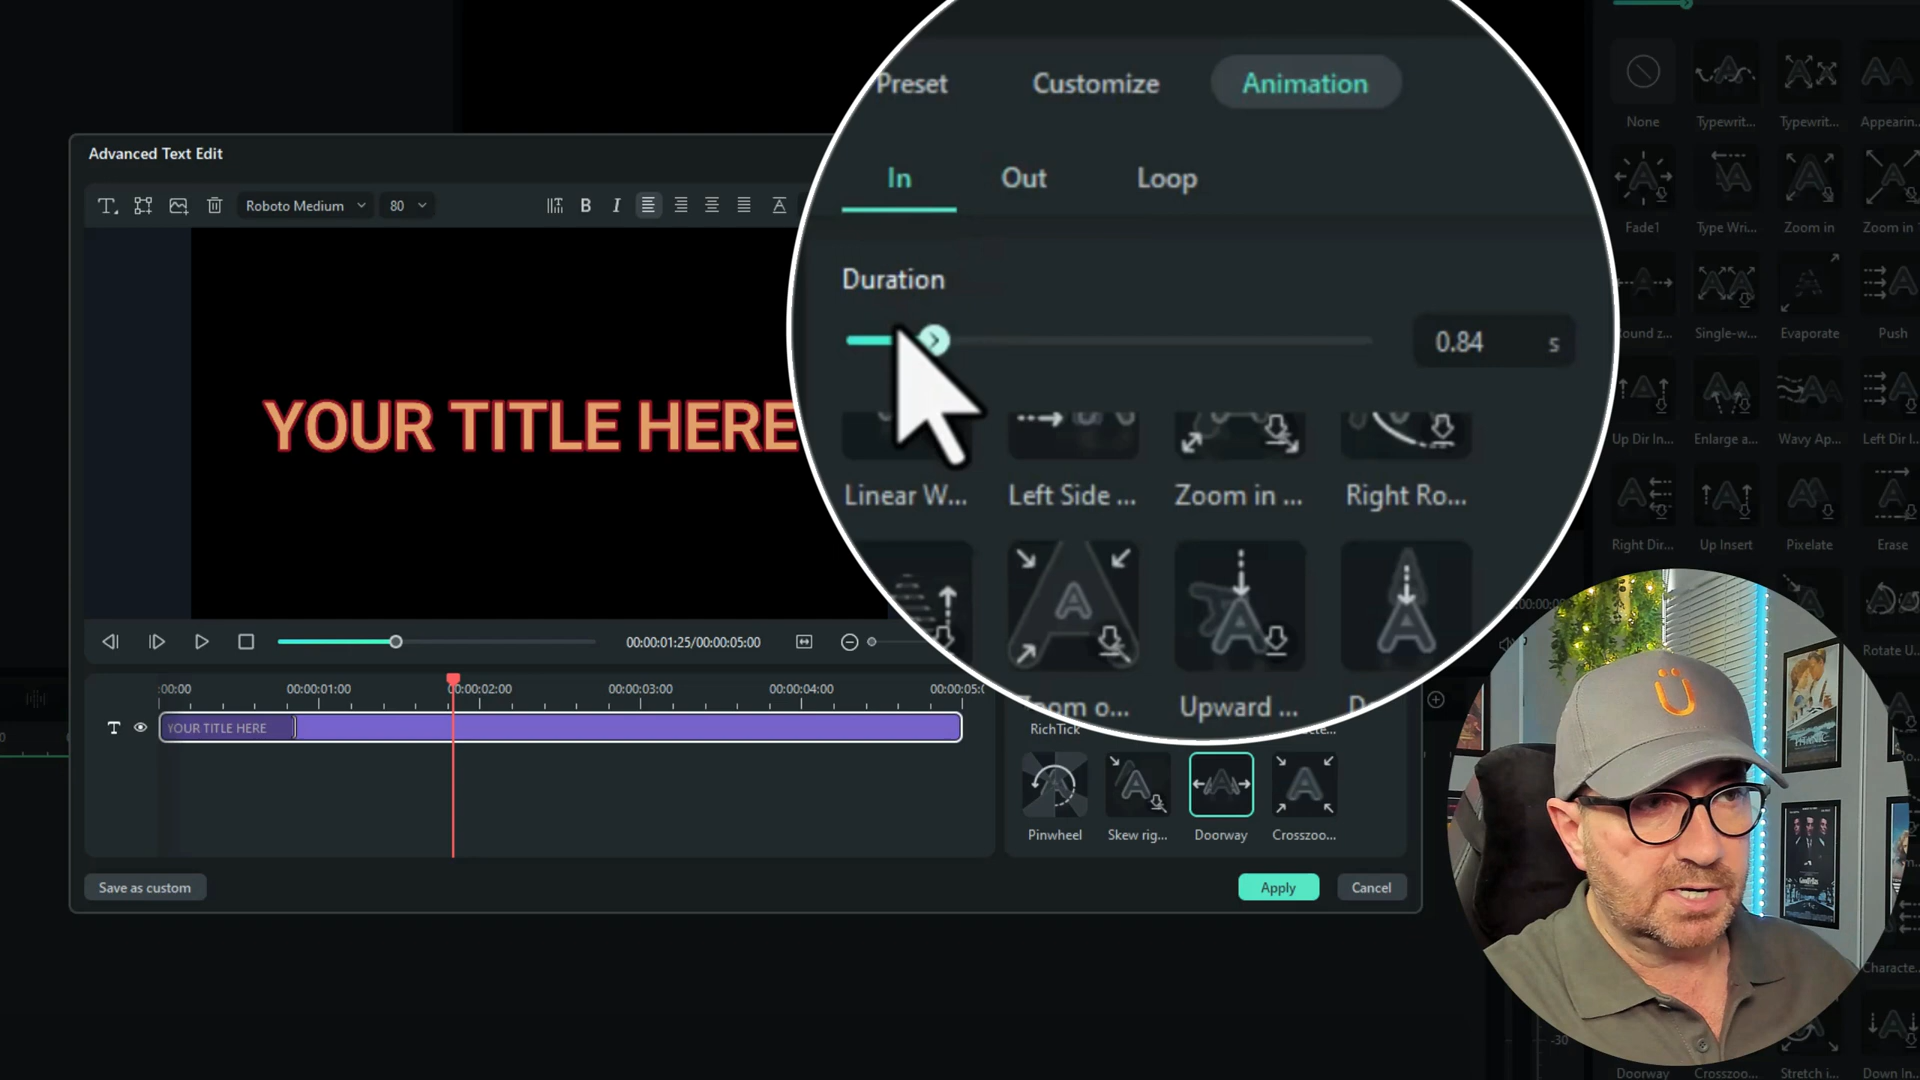 Preset Customize Animation
In Out Loop
Duration
0.84 s
Linear W... Left Side ... Zoom in ... Right Ro...
Upward ...
Advanced Text Edit
Roboto Medium 80 B I A
YOUR TITLE HERE
00:00:01:25/00:00:05:00
:00:00 00:00:01:00 00:00:02:00 00:00:03:00 00:00:04:00 00:00:05:
T YOUR TITLE HERE
RichTick
Pinwheel Skew rig... Doorway Crosszoo...
Save as custom Apply Cancel
None Typewrit... Typewrit... Appearin...
Fade1 Type Wri... Zoom in Zoom in
ound z... Single-w... Evaporate Push
Up Dir In... Enlarge a... Wavy Ap... Left Dir I...
Right Dir... Up Insert Pixelate Erase
Rotate U...
Characte...
Doorway Crosszoo... Stretch i... Down In...
-30
Ü
TITANIC
Goodfellas